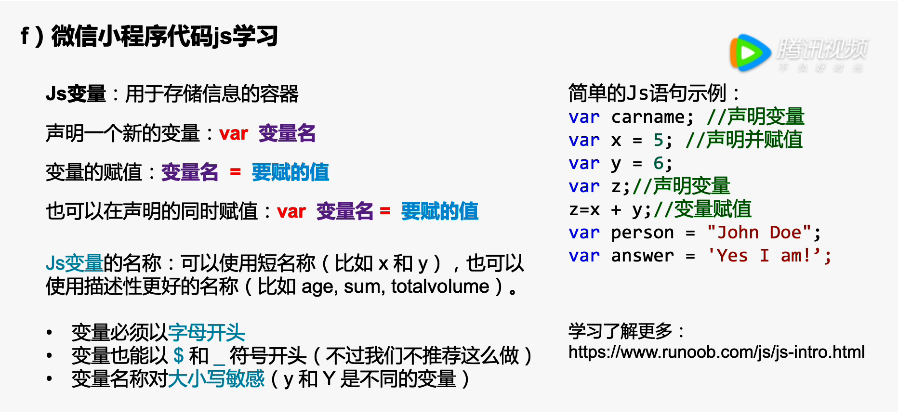 f）微信小程序代码js学习
腾讯视频
不负好时光
Js变量：用于存储信息的容器
声明一个新的变量：var 变量名
变量的赋值：变量名 = 要赋的值
也可以在声明的同时赋值：var 变量名 = 要赋的值
Js变量的名称：可以使用短名称（比如 x 和 y），也可以
使用描述性更好的名称（比如 age, sum, totalvolume）。
• 变量必须以字母开头
• 变量也能以 $ 和 _ 符号开头（不过我们不推荐这么做）
• 变量名称对大小写敏感（y 和 Y 是不同的变量）
简单的Js语句示例：
var carname; //声明变量
var x = 5; //声明并赋值
var y = 6;
var z;//声明变量
z=x + y;//变量赋值
var person = "John Doe";
var answer = 'Yes I am!’;
学习了解更多：
https://www.runoob.com/js/js-intro.html